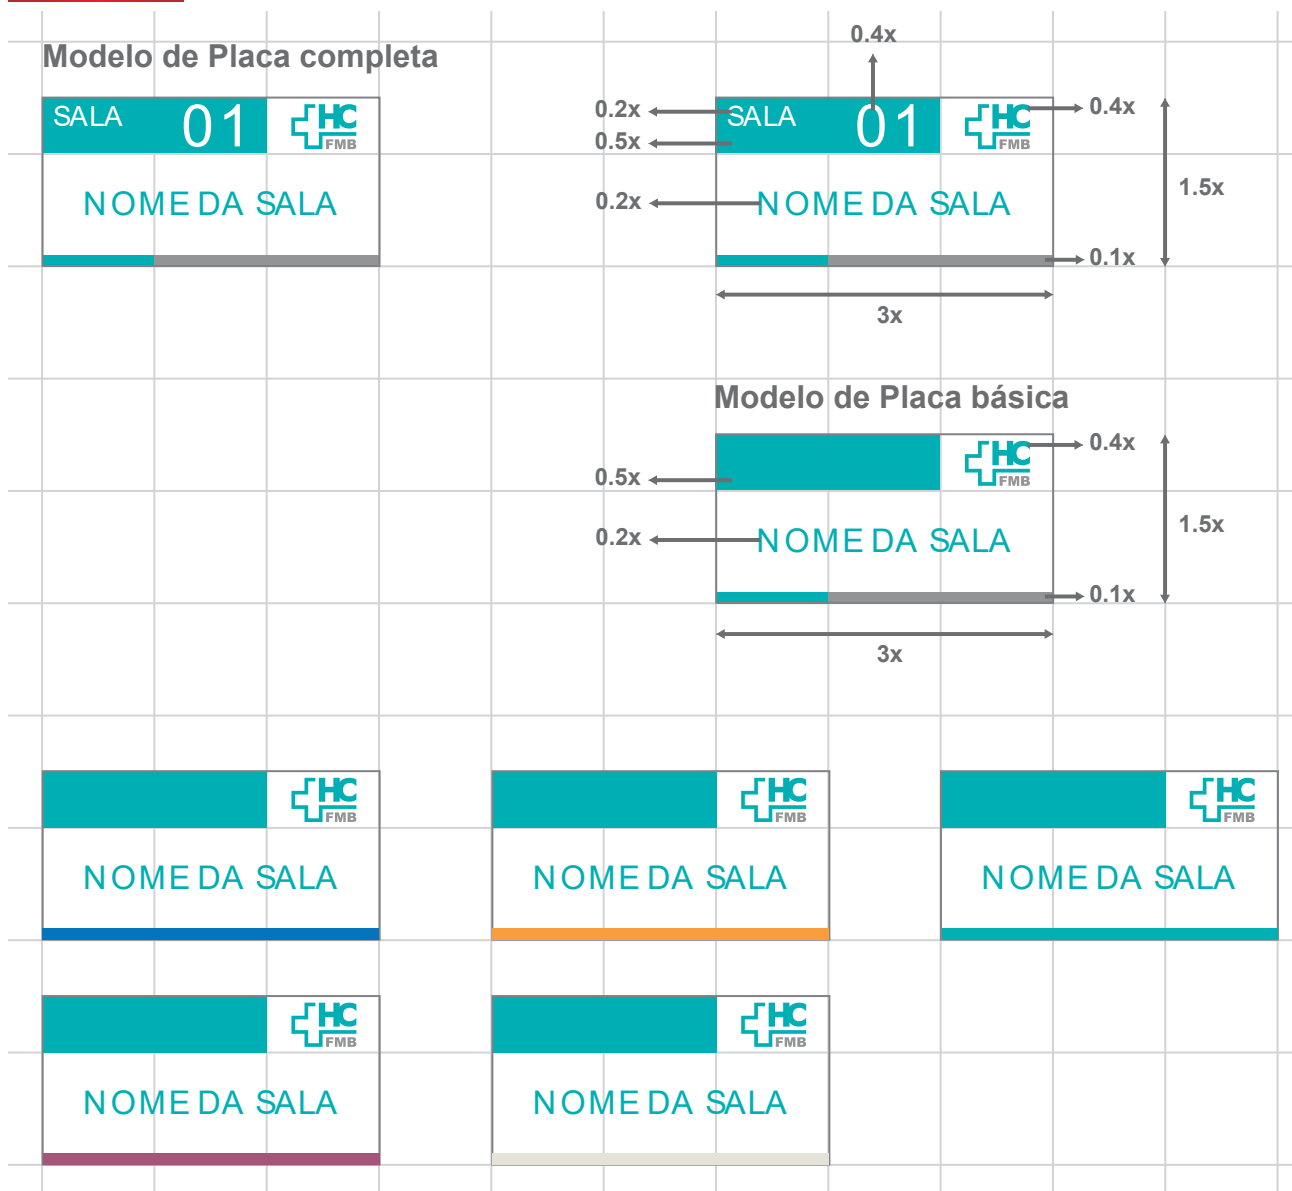 Modelo de Placa completa
SALA 01 HC
FMB
NOME DA SALA
0.4x
0.2x
0.5x
0.2x
SALA 01 HC
FMB
NOME DA SALA
0.4x
1.5x
0.1x
3x
Modelo de Placa básica
0.5x
0.2x
HC
FMB
NOME DA SALA
0.4x
1.5x
0.1x
3x
HC
FMB
NOME DA SALA
HC
FMB
NOME DA SALA
HC
FMB
NOME DA SALA
HC
FMB
NOME DA SALA
HC
FMB
NOME DA SALA